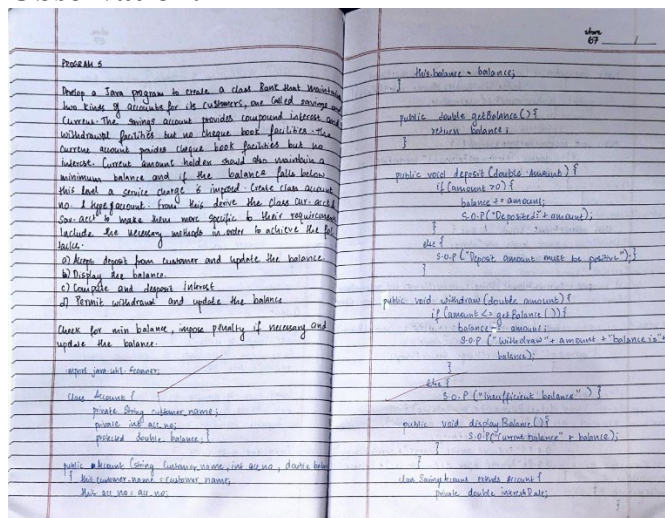 Observation:
PROGRAM 5
Develop a Java program to create a class Bank that maintains
two kinds of accounts for its customers, one called savings and
Current. The savings account provides compound interest and
withdrawal facilities but no cheque book facilities. The
current account provides cheque book facilities but no
interest. Current account holders should also maintain a
minimum balance and if the balance falls below
this level a service charge is imposed. Create class account
no. & type of account. From this derive the class Cur-acct &
Sav-acct to make them more specific to their requirements
Include the necessary methods in order to achieve the fol
tasks.
a) Accept deposit from customer and update the balance.
b) Display the balance.
c) Compute and deposit interest
d) Permit withdrawal and update the balance
Check for min balance, impose penalty if necessary and
update the balance.
import java.util.Scanner;
class Account {
private String customer_name;
private int acc_no;
protected double balance; }
public Account (String customer_name, int acc_no, double
{ this.customer_name = customer_name;
this.acc_no = acc_no;
67
this.balance = balance;
}
public double getBalance() {
return balance;
}
public void deposit (double amount) {
if (amount >0) {
balance += amount;
S.O.P("Deposited:"+ amount);
}
else {
S.O.P ("Deposit amount must be positive"); }
}
public void withdraw (double amount) {
if (amount <= getBalance ()) {
balance -= amount;
S.O.P ("Withdraw"+ amount + "balance is"+
balance);
}
else {
S.O.P ("Insufficient balance") }
public void displayBalance () {
S.O.P("Current balance" + balance);
}
class SavingAccount extends Account {
private double interestRate;